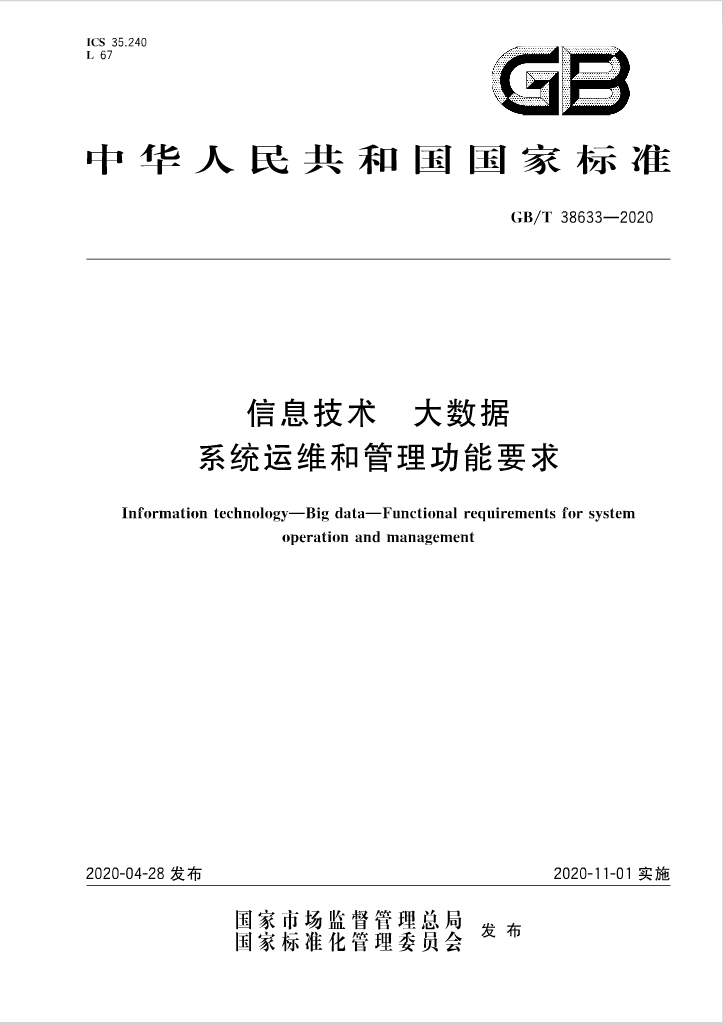 ICS 35.240
L 67
GB
中华人民共和国国家标准
GB/T 38633—2020
信息技术 大数据
系统运维和管理功能要求
Information technology—Big data—Functional requirements for system
operation and management
2020-04-28 发布
2020-11-01 实施
国家市场监督管理总局
国家标准化管理委员会
发布